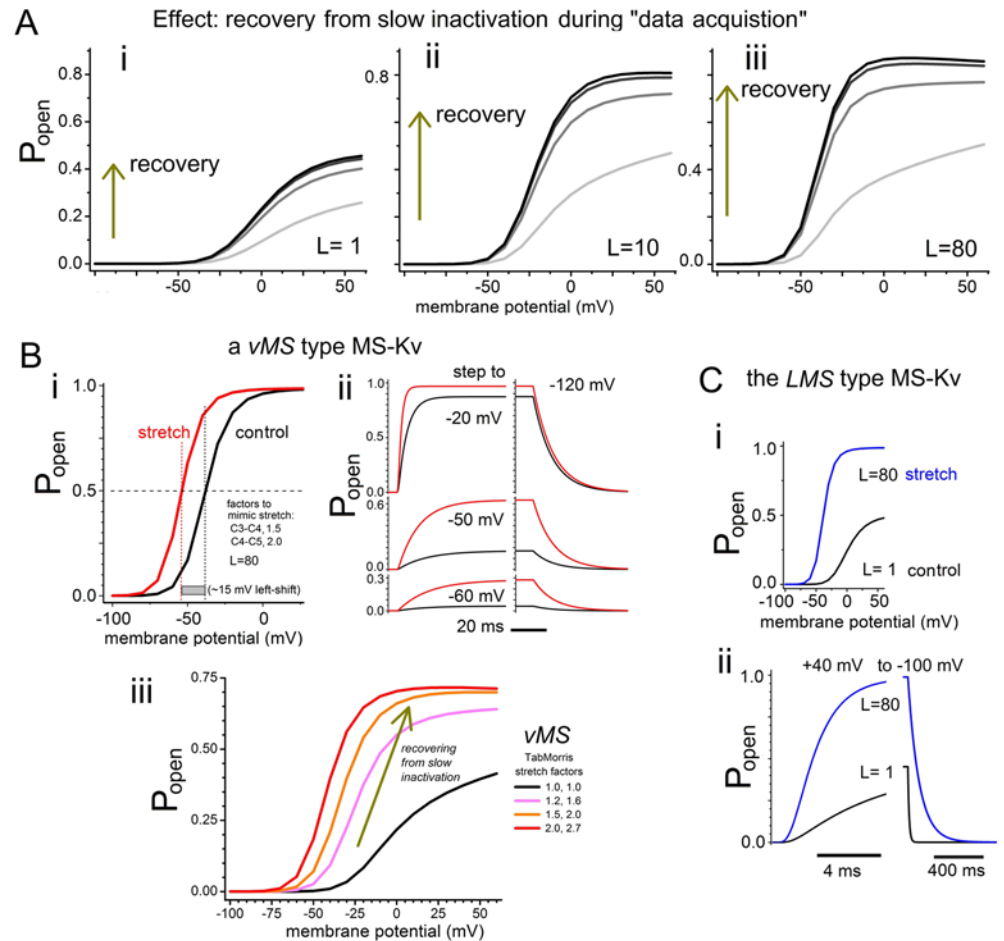 A
Effect: recovery from slow inactivation during "data acquistion"
i
ii
iii
P open
0.8
0.6
0.4
0.2
0.0
recovery
L= 1
-50
0
50
0.8
recovery
L=10
-50
0
50
membrane potential (mV)
0.4
recovery
L=80
-50
0
50
B
a vMS type MS-Kv
i
P open
1.0
0.5
0.0
stretch
control
factors to
mimic stretch:
C3-C4, 1.5
C4-C5, 2.0
L=80
(~15 mV left-shift)
-100
-50
0
membrane potential (mV)
ii
step to
-120 mV
-20 mV
-50 mV
-60 mV
P open
1.0
0.5
0.0
0.6
0.0
0.3
0.0
20 ms
iii
P open
0.75
0.50
0.25
0.00
recovering
from slow
inactivation
-100
-75
-50
-25
0
25
50
membrane potential (mV)
vMS
TabMorris
stretch factors
1.0, 1.0
1.2, 1.6
1.5, 2.0
2.0, 2.7
C
the LMS type MS-Kv
i
P open
1.0
0.5
0.0
L=80 stretch
L= 1 control
-100
-50
0
50
membrane potential (mV)
ii
+40 mV to -100 mV
L=80
L= 1
P open
1.0
0.0
4 ms
400 ms